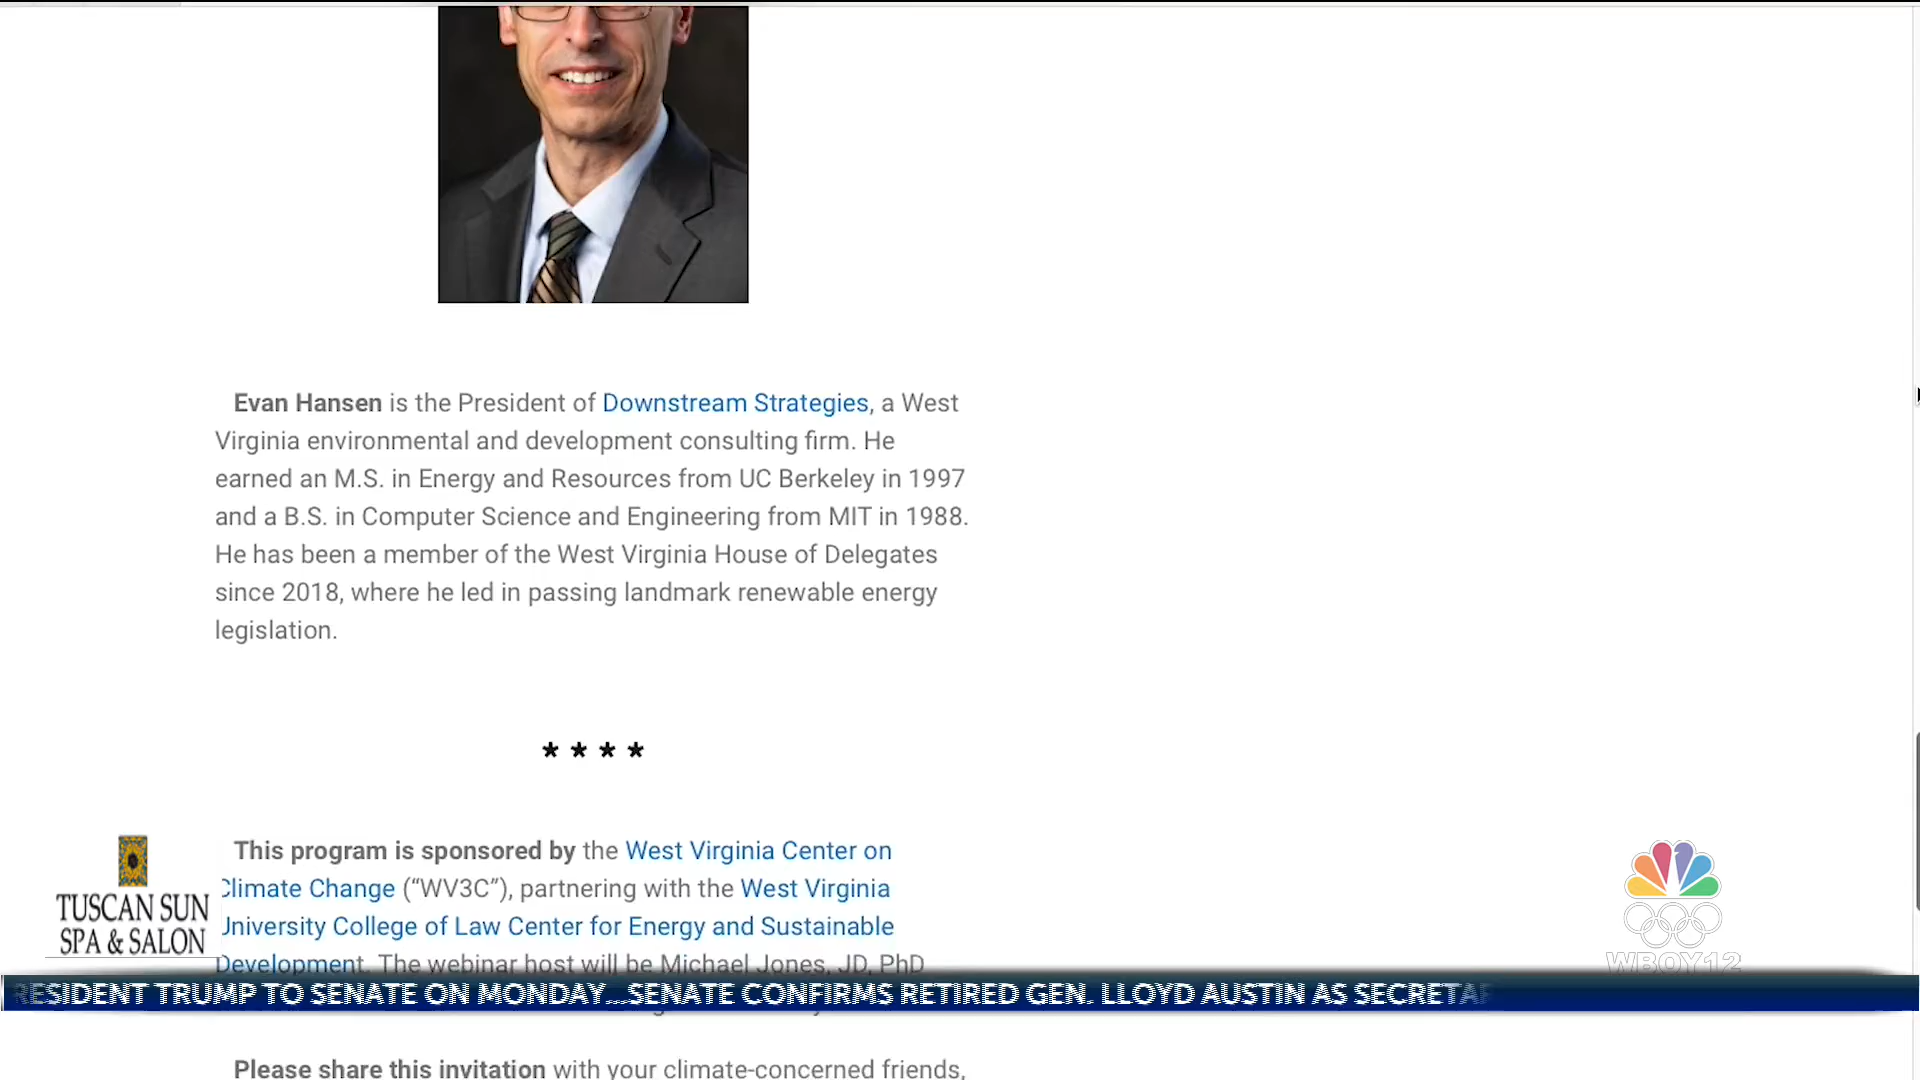 Evan Hansen is the President of Downstream Strategies, a West
Virginia environmental and development consulting firm. He
earned an M.S. in Energy and Resources from UC Berkeley in 1997
and a B.S. in Computer Science and Engineering from MIT in 1988.
He has been a member of the West Virginia House of Delegates
since 2018, where he led in passing landmark renewable energy
legislation.
* * * *
This program is sponsored by the West Virginia Center on
Climate Change (“WV3C”), partnering with the West Virginia
University College of Law Center for Energy and Sustainable
Development. The webinar host will be Michael Jones, JD, PhD
TUSCAN SUN
SPA & SALON
WBOY12
RESIDENT TRUMP TO SENATE ON MONDAY...SENATE CONFIRMS RETIRED GEN. LLOYD AUSTIN AS SECRETAR
Please share this invitation with your climate-concerned friends,